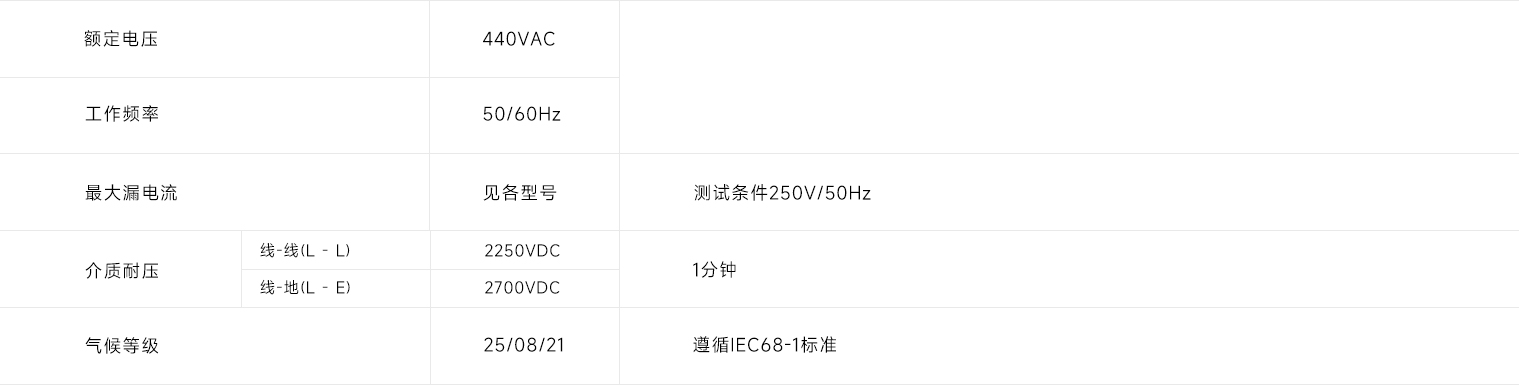 额定电压 440VAC
工作频率 50/60Hz
最大漏电流 见各型号 测试条件250V/50Hz
介质耐压 线-线(L - L) 2250VDC 1分钟
线-地(L - E) 2700VDC
气候等级 25/08/21 遵循IEC68-1标准